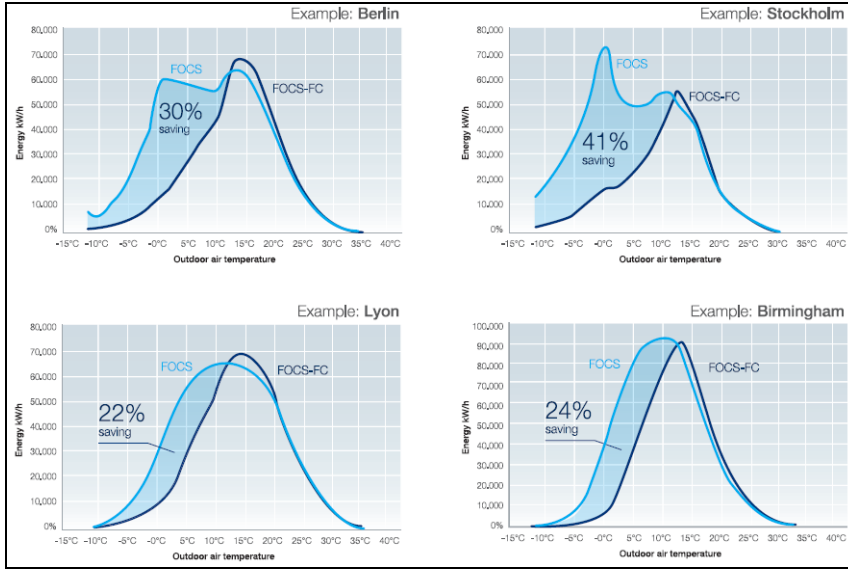 Example: Berlin
80,000
70,000
60,000
50,000
40,000
30,000
20,000
10,000
0%
Energy kW/h
FOCS
FOCS-FC
30%
saving
-15°C -10°C -5°C -0°C 5°C 10°C 15°C 20°C 25°C 30°C 35°C 40°C
Outdoor air temperature
Example: Stockholm
80,000
70,000
60,000
50,000
40,000
30,000
20,000
10,000
0%
Energy kW/h
FOCS
FOCS-FC
41%
saving
-15°C -10°C -5°C -0°C 5°C 10°C 15°C 20°C 25°C 30°C 40°C
Outdoor air temperature
Example: Lyon
80,000
70,000
60,000
50,000
40,000
30,000
20,000
10,000
0%
Energy kW/h
FOCS
FOCS-FC
22%
saving
-15°C -10°C -5°C 0°C 5°C 10°C 15°C 20°C 25°C 30°C 35°C 40°C
Outdoor air temperature
Example: Birmingham
100,000
90,000
80,000
70,000
60,000
50,000
40,000
30,000
20,000
10,000
0%
Energy kW/h
FOCS
FOCS-FC
24%
saving
-15°C -10°C -5°C 0°C 5°C 10°C 15°C 20°C 25°C 30°C 35°C 40°C
Outdoor air temperature